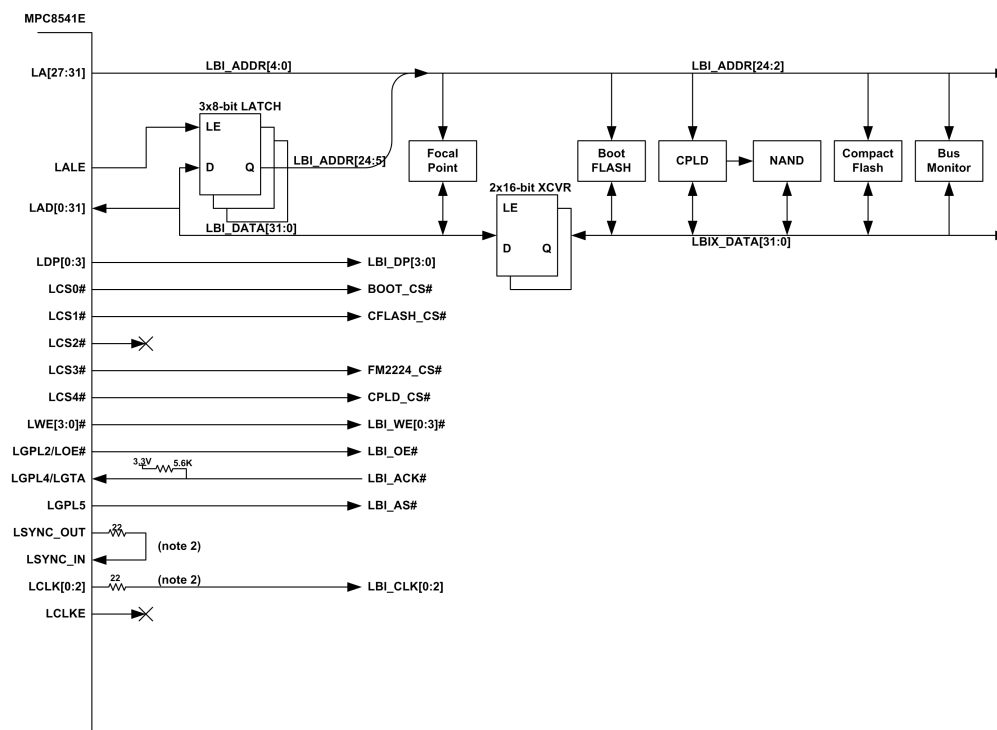 MPC8541E
LA[27:31]
LBI_ADDR[4:0]
LBI_ADDR[24:2]
3x8-bit LATCH
LE
D
Q
LALE
LBI_ADDR[24:5]
Focal
Point
Boot
FLASH
CPLD
NAND
Compact
Flash
Bus
Monitor
2x16-bit XCVR
LE
D
Q
LAD[0:31]
LBI_DATA[31:0]
LBIX_DATA[31:0]
LDP[0:3]
LBI_DP[3:0]
LCS0#
BOOT_CS#
LCS1#
CFLASH_CS#
LCS2#
LCS3#
FM2224_CS#
LCS4#
CPLD_CS#
LWE[3:0]#
LBI_WE[0:3]#
LGPL2/LOE#
LBI_OE#
3.3V
5.6K
LGPL4/LGTA
LBI_ACK#
LGPL5
LBI_AS#
LSYNC_OUT
22
(note 2)
LSYNC_IN
LCLK[0:2]
22
(note 2)
LBI_CLK[0:2]
LCLKE